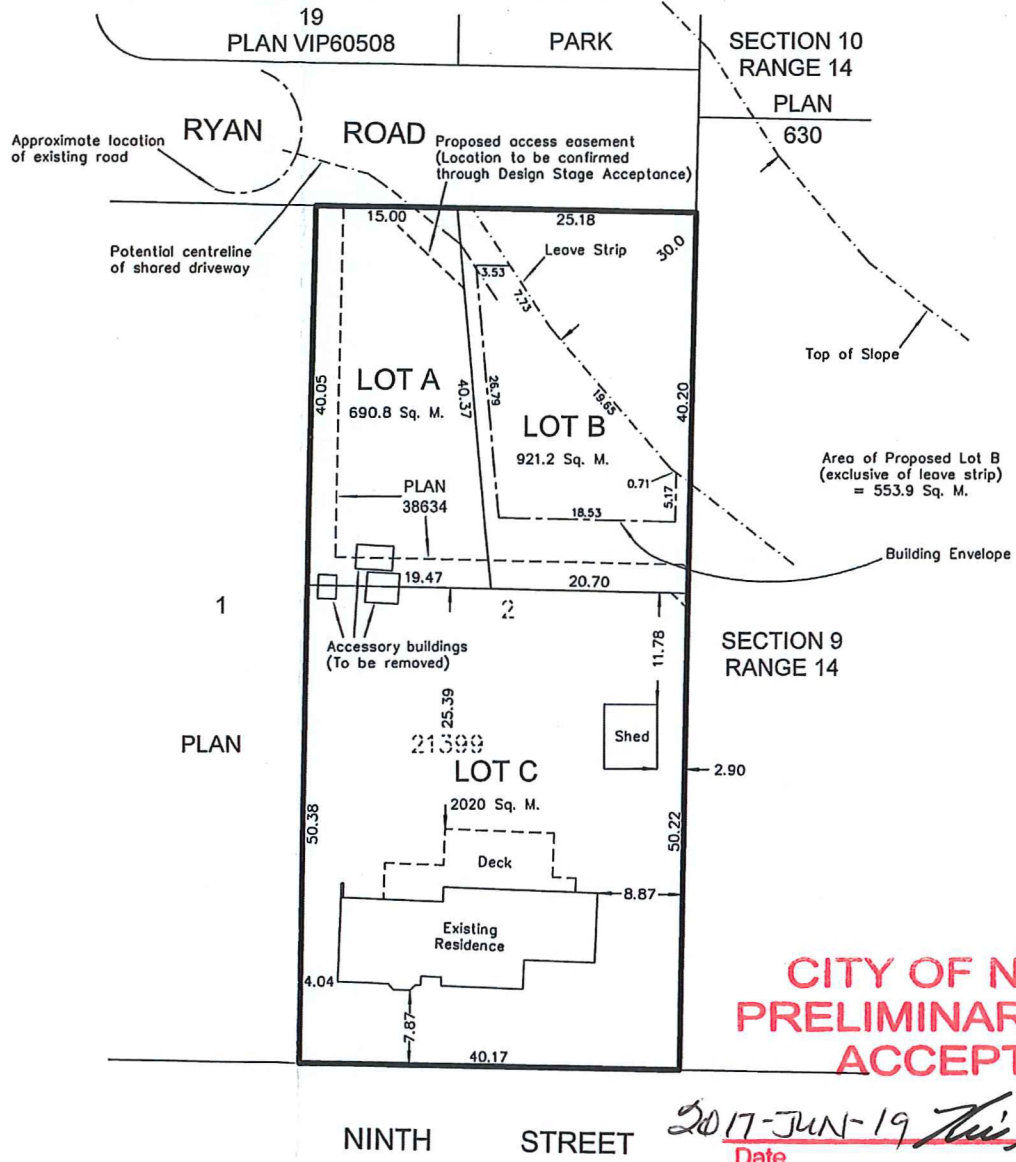 19
PLAN VIP60508
PARK
SECTION 10
RANGE 14
PLAN
630
RYAN ROAD
Approximate location
of existing road
Proposed access easement
(Location to be confirmed
through Design Stage Acceptance)
15.00
25.18
30.0
Potential centreline
of shared driveway
Leave Strip
3.53
7.73
Top of Slope
LOT A
690.8 Sq. M.
40.05
40.37
26.79
19.65
40.20
LOT B
921.2 Sq. M.
Area of Proposed Lot B
(exclusive of leave strip)
= 553.9 Sq. M.
0.71
5.17
PLAN
38634
18.53
Building Envelope
19.47
20.70
1
2
Accessory buildings
(To be removed)
11.78
SECTION 9
RANGE 14
25.39
Shed
PLAN
21399
LOT C
2.90
2020 Sq. M.
50.38
50.22
Deck
8.87
Existing
Residence
4.04
7.87
40.17
CITY OF N
PRELIMINAR
ACCEPT
NINTH STREET
2017-JUN-19
Date